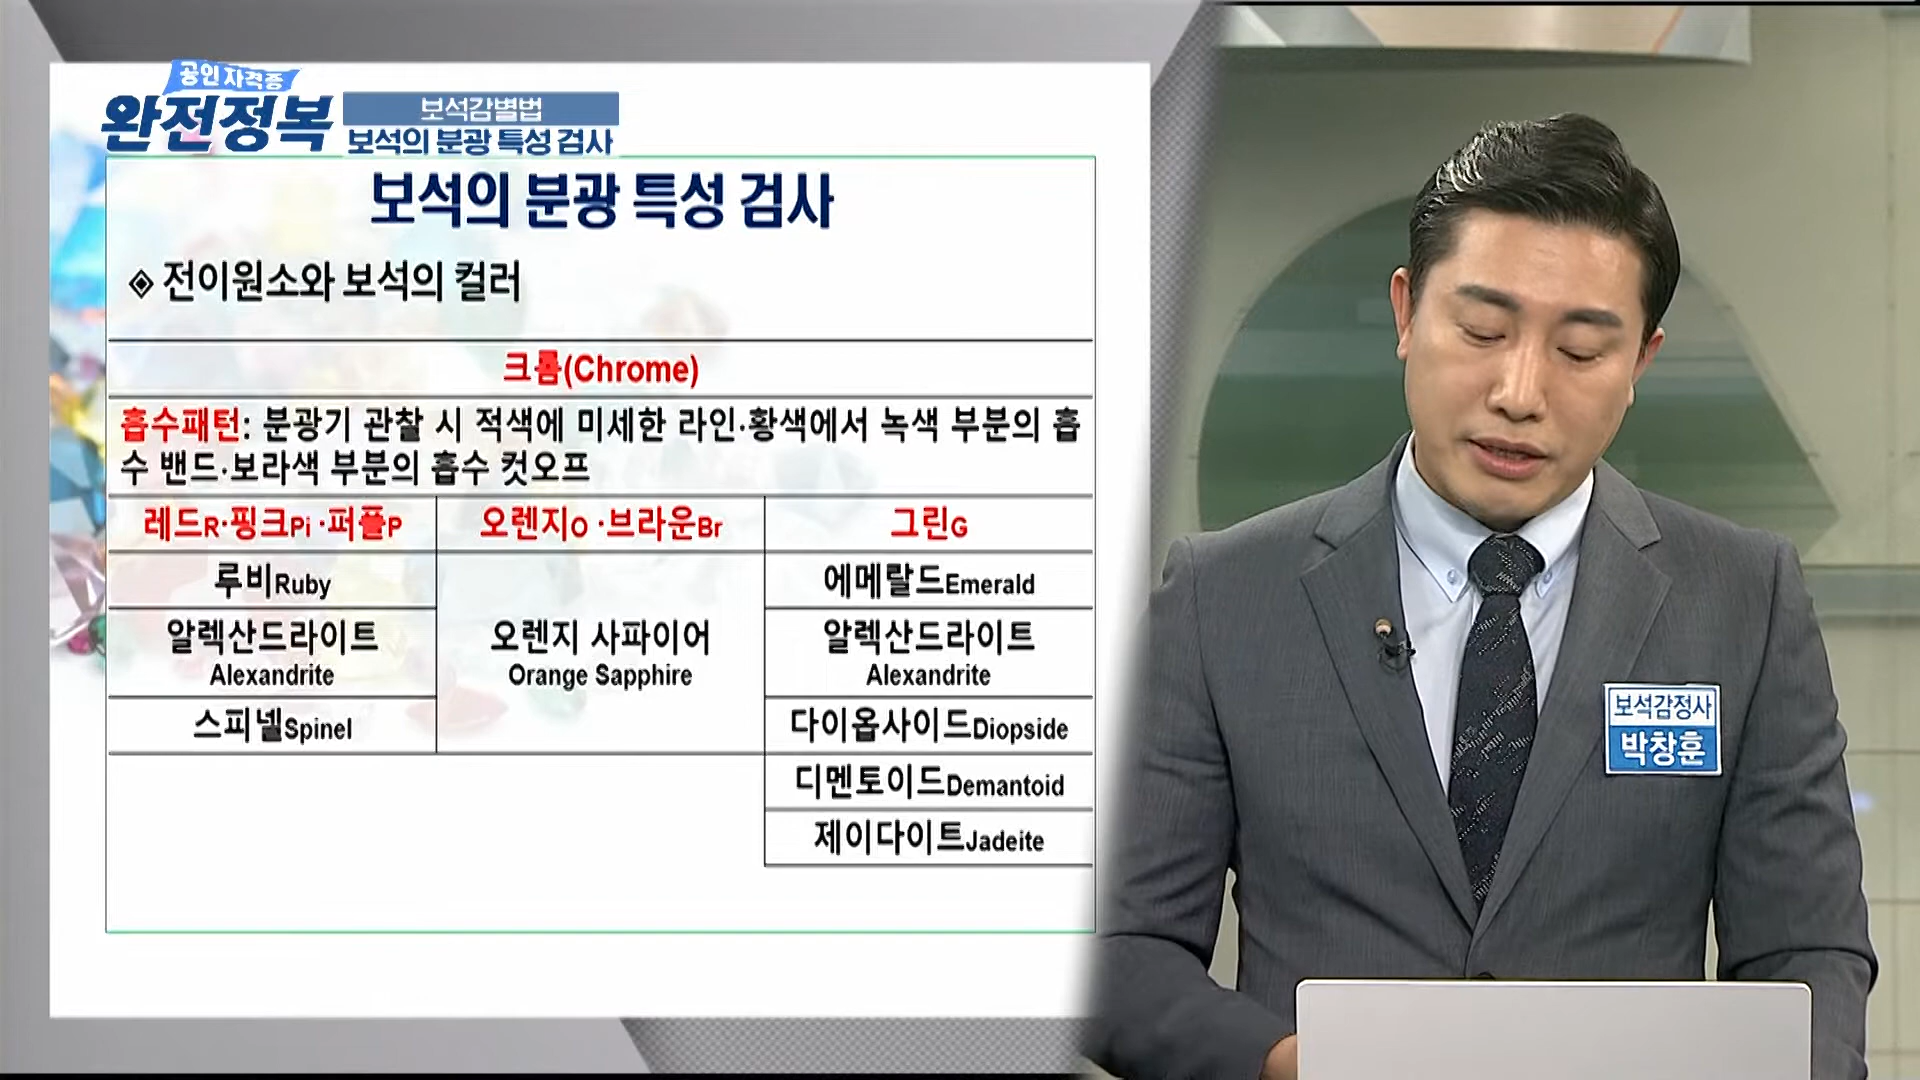 공인 자격증
완전정복
보석감별법
보석의 분광 특성 검사
보석의 분광 특성 검사
◈ 전이원소와 보석의 컬러
크롬(Chrome)
흡수패턴: 분광기 관찰 시 적색에 미세한 라인·황색에서 녹색 부분의 흡
수 밴드·보라색 부분의 흡수 컷오프
레드R·핑크Pi ·퍼플P
오렌지O ·브라운Br
그린G
루비Ruby
에메랄드Emerald
알렉산드라이트
Alexandrite
오렌지 사파이어
Orange Sapphire
알렉산드라이트
Alexandrite
스피넬Spinel
다이옵사이드Diopside
디멘토이드Demantoid
제이다이트Jadeite
보석감정사
박창훈